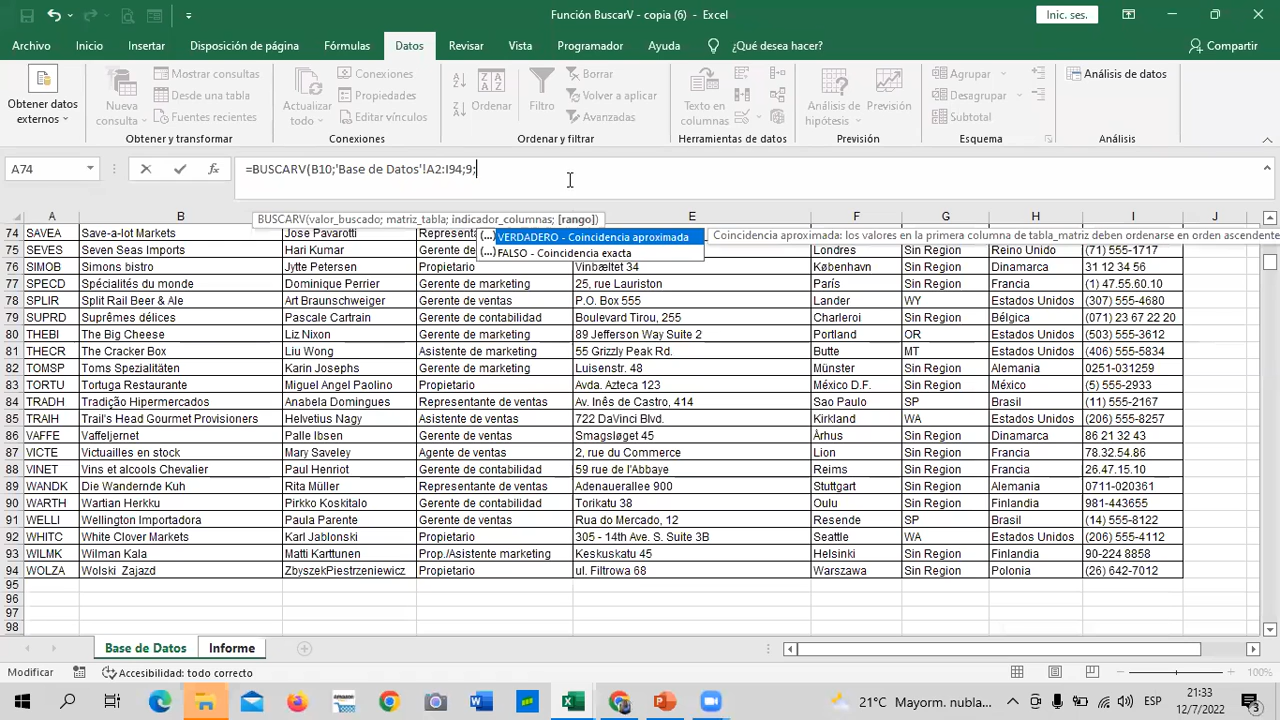 Función BuscarV - copia (6) - Excel
Inic. ses.
Archivo Inicio Insertar Disposición de página Fórmulas Datos Revisar Vista Programador Ayuda ¿Qué desea hacer? Compartir
Obtener datos externos
Nueva consulta
Mostrar consultas
Desde una tabla
Fuentes recientes
Obtener y transformar
Actualizar todo
Conexiones
Propiedades
Editar vínculos
Conexiones
Ordenar
Filtro
Borrar
Volver a aplicar
Avanzadas
Ordenar y filtrar
Texto en columnas
Herramientas de datos
Análisis de hipótesis
Previsión
Previsión
Agrupar
Desagrupar
Subtotal
Esquema
Análisis de datos
Análisis
A74 fx =BUSCARV(B10;'Base de Datos'!A2:I94;9;
BUSCARV(valor_buscado; matriz_tabla; indicador_columnas; [rango])
A B E F G H I J
(...) VERDADERO - Coincidencia aproximada
(...) FALSO - Coincidencia exacta
Coincidencia aproximada: los valores en la primera columna de tabla_matriz deben ordenarse en orden ascendente
74 SAVEA Save-a-lot Markets Jose Pavarotti Representa
75 SEVES Seven Seas Imports Hari Kumar Gerente de Londres Sin Region (71) 555-1717
76 SIMOB Simons bistro Jytte Petersen Propietario Vinbæltet 34 København Sin Region Dinamarca 31 12 34 56
77 SPECD Spécialités du monde Dominique Perrier Gerente de marketing 25, rue Lauriston París Sin Region Francia (1) 47.55.60.10
78 SPLIR Split Rail Beer & Ale Art Braunschweiger Gerente de ventas P.O. Box 555 Lander WY Estados Unidos (307) 555-4680
79 SUPRD Suprêmes délices Pascale Cartrain Gerente de contabilidad Boulevard Tirou, 255 Charleroi Sin Region Bélgica (071) 23 67 22 20
80 THEBI The Big Cheese Liz Nixon Gerente de marketing 89 Jefferson Way Suite 2 Portland OR Estados Unidos (503) 555-3612
81 THECR The Cracker Box Liu Wong Asistente de marketing 55 Grizzly Peak Rd. Butte MT Estados Unidos (406) 555-5834
82 TOMSP Toms Spezialitäten Karin Josephs Gerente de marketing Luisenstr. 48 Münster Sin Region Alemania 0251-031259
83 TORTU Tortuga Restaurante Miguel Angel Paolino Propietario Avda. Azteca 123 México D.F. Sin Region México (5) 555-2933
84 TRADH Tradição Hipermercados Anabela Domingues Representante de ventas Av. Inês de Castro, 414 Sao Paulo SP Brasil (11) 555-2167
85 TRAIH Trail's Head Gourmet Provisioners Helvetius Nagy Asistente de ventas 722 DaVinci Blvd. Kirkland WA Estados Unidos (206) 555-8257
86 VAFFE Vaffeljernet Palle Ibsen Gerente de ventas Smagsløget 45 Århus Sin Region Dinamarca 86 21 32 43
87 VICTE Victuailles en stock Mary Saveley Agente de ventas 2, rue du Commerce Lion Sin Region Francia 78.32.54.86
88 VINET Vins et alcools Chevalier Paul Henriot Gerente de contabilidad 59 rue de l'Abbaye Reims Sin Region Francia 26.47.15.10
89 WANDK Die Wandernde Kuh Rita Müller Representante de ventas Adenauerallee 900 Stuttgart Sin Region Alemania 0711-020361
90 WARTH Wartian Herkku Pirkko Koskitalo Gerente de contabilidad Torikatu 38 Oulu Sin Region Finlandia 981-443655
91 WELLI Wellington Importadora Paula Parente Gerente de ventas Rua do Mercado, 12 Resende SP Brasil (14) 555-8122
92 WHITC White Clover Markets Karl Jablonski Propietario 305 - 14th Ave. S. Suite 3B Seattle WA Estados Unidos (206) 555-4112
93 WILMK Wilman Kala Matti Karttunen Prop./Asistente marketing Keskuskatu 45 Helsinki Sin Region Finlandia 90-224 8858
94 WOLZA Wolski Zajazd ZbyszekPiestrzeniewicz Propietario ul. Filtrowa 68 Warszawa Sin Region Polonia (26) 642-7012
95
96
97
98
Base de Datos Informe
Modificar Accesibilidad: todo correcto 100%
21°C Mayorm. nubla... ESP 21:33
12/7/2022
3